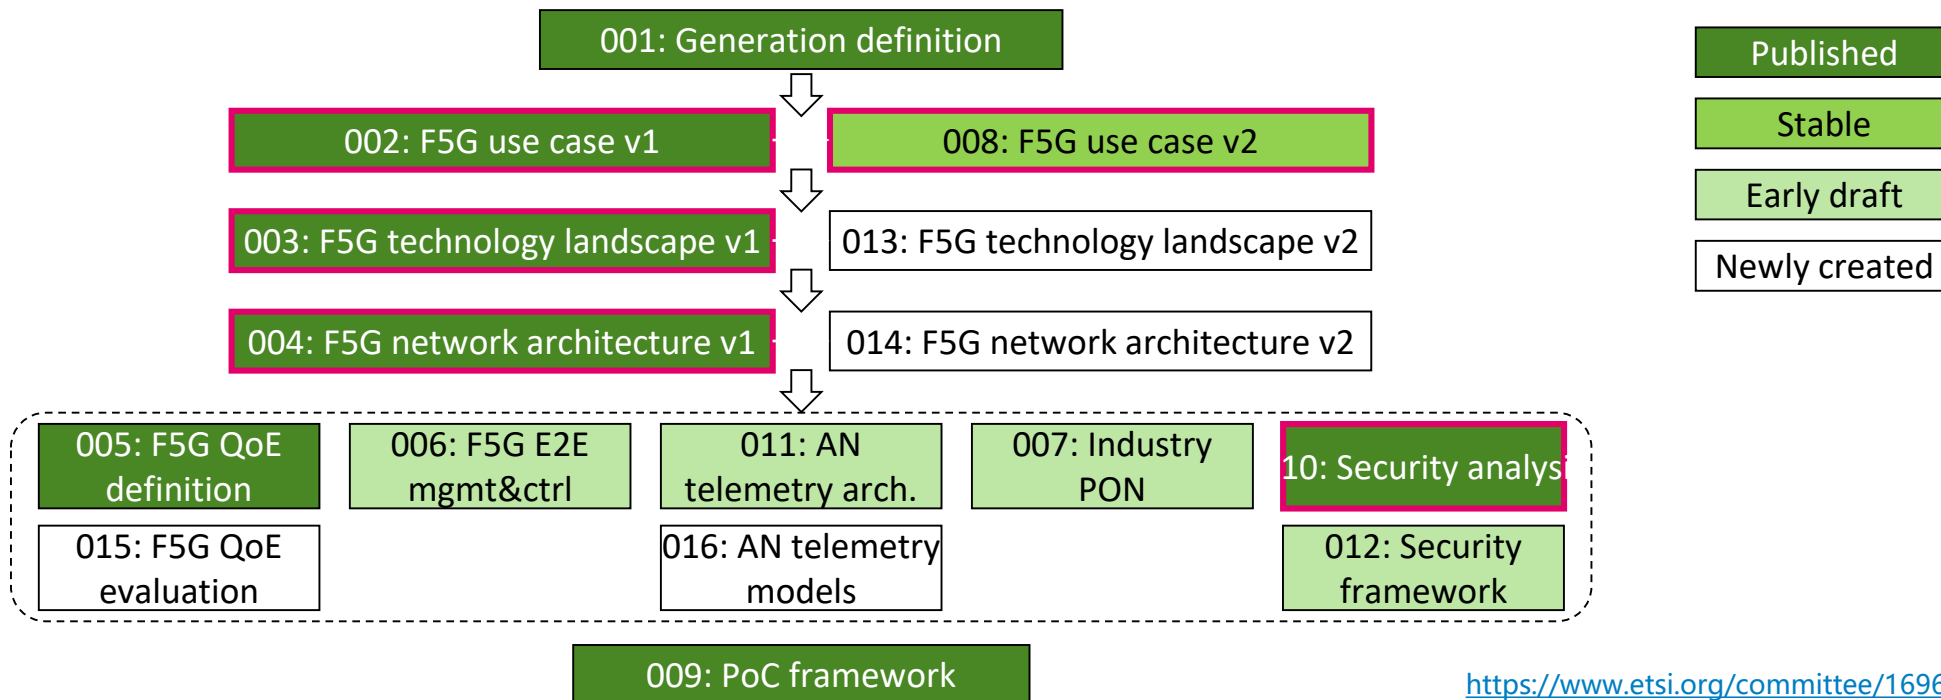 001: Generation definition
Published
002: F5G use case v1
008: F5G use case v2
Stable
Early draft
003: F5G technology landscape v1
013: F5G technology landscape v2
Newly created
004: F5G network architecture v1
014: F5G network architecture v2
005: F5G QoE
definition
006: F5G E2E
mgmt&ctrl
011: AN
telemetry arch.
007: Industry
PON
10: Security analysi
015: F5G QoE
evaluation
016: AN telemetry
models
012: Security
framework
009: PoC framework
https://www.etsi.org/committee/1696